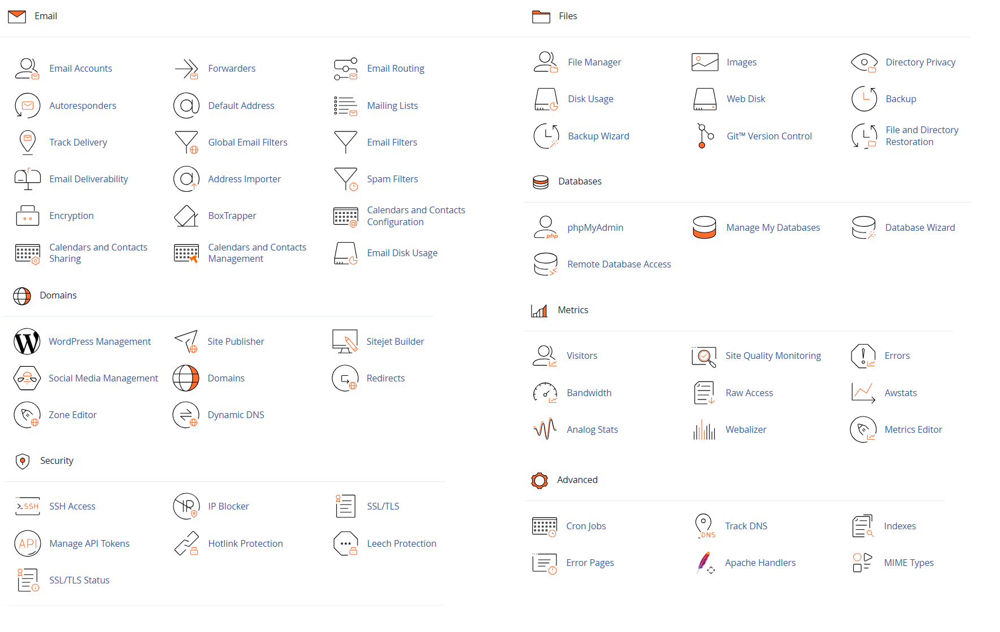 Email
Email Accounts
Forwarders
Email Routing
Autoresponders
Default Address
Mailing Lists
Track Delivery
Global Email Filters
Email Filters
Email Deliverability
Address Importer
Spam Filters
Encryption
BoxTrapper
Calendars and Contacts
Configuration
Calendars and Contacts
Sharing
Calendars and Contacts
Management
Email Disk Usage
Domains
WordPress Management
Site Publisher
Sitejet Builder
Social Media Management
Domains
Redirects
Zone Editor
Dynamic DNS
Security
>_SSH
SSH Access
IP
IP Blocker
SSL/TLS
API
Manage API Tokens
Hotlink Protection
***
Leech Protection
SSL/TLS Status
Files
File Manager
Images
Directory Privacy
Disk Usage
Web Disk
Backup
Backup Wizard
Git™ Version Control
File and Directory
Restoration
Databases
php
phpMyAdmin
Manage My Databases
Database Wizard
Remote Database Access
Metrics
Visitors
Site Quality Monitoring
Errors
Bandwidth
Raw Access
Awstats
Analog Stats
Webalizer
Metrics Editor
Advanced
Cron Jobs
DNS
Track DNS
Indexes
Error Pages
Apache Handlers
MIME Types